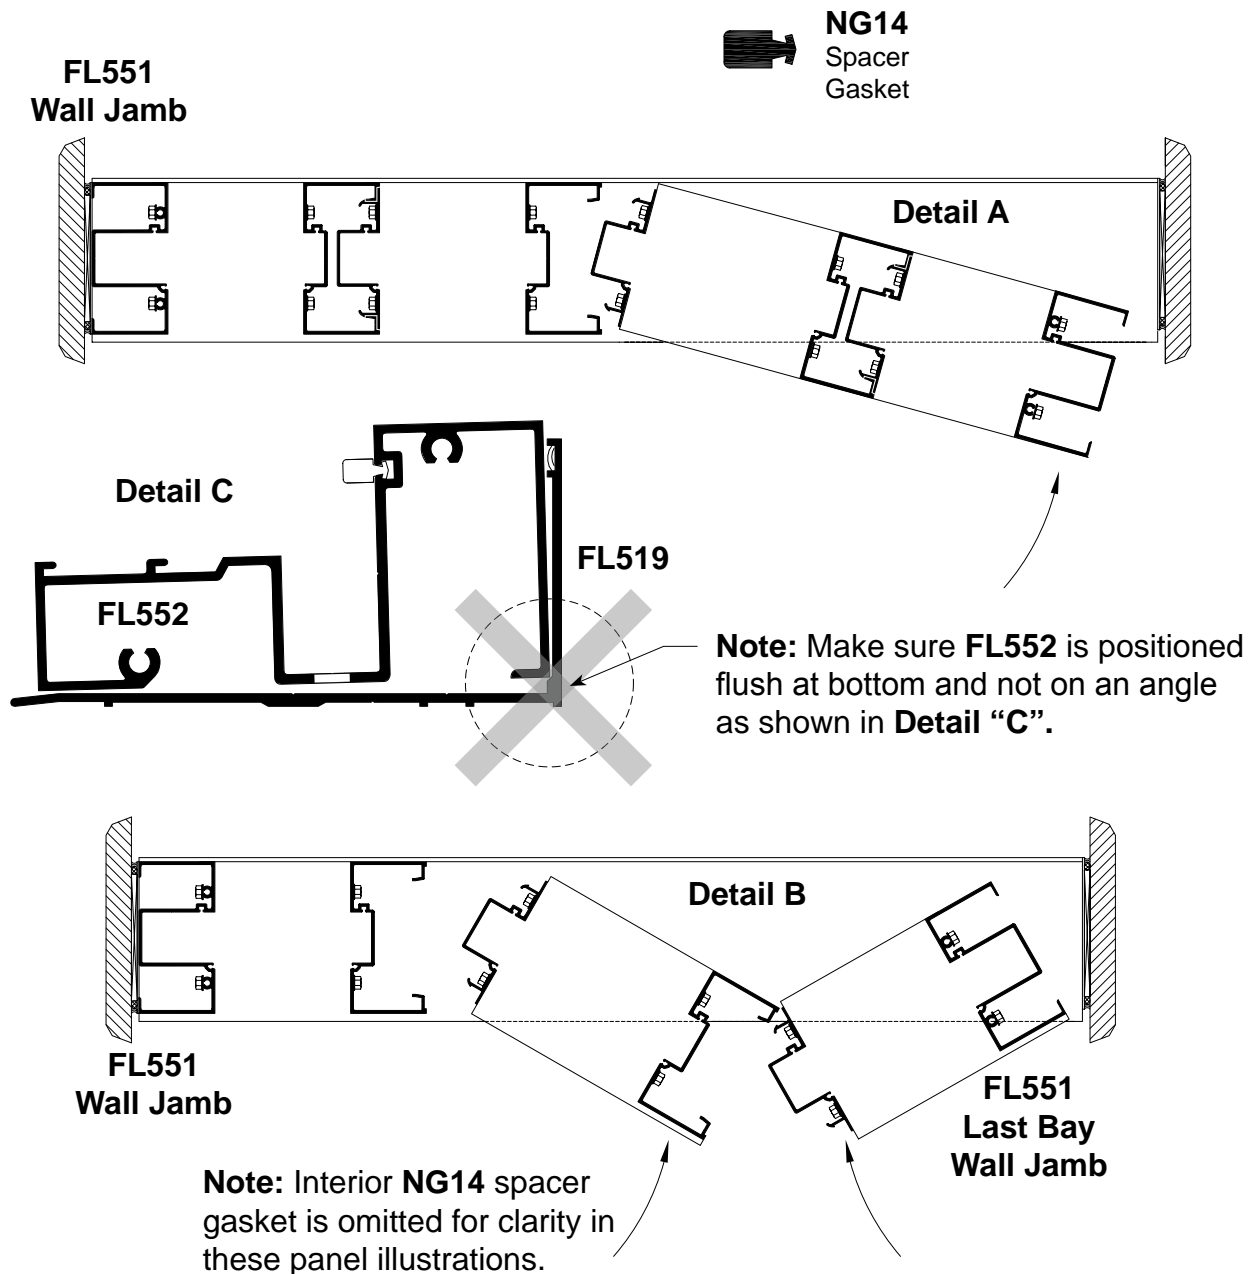 NG14
Spacer
Gasket
FL551
Wall Jamb
Detail A
Detail C
FL519
FL552
Note: Make sure FL552 is positioned
flush at bottom and not on an angle
as shown in Detail “C”.
Detail B
FL551
Wall Jamb
FL551
Last Bay
Wall Jamb
Note: Interior NG14 spacer
gasket is omitted for clarity in
these panel illustrations.